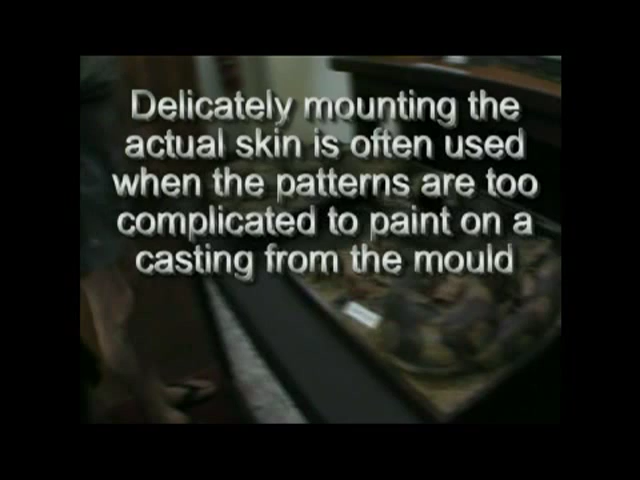 Delicately mounting the
actual skin is often used
when the patterns are too
complicated to paint on a
casting from the mould